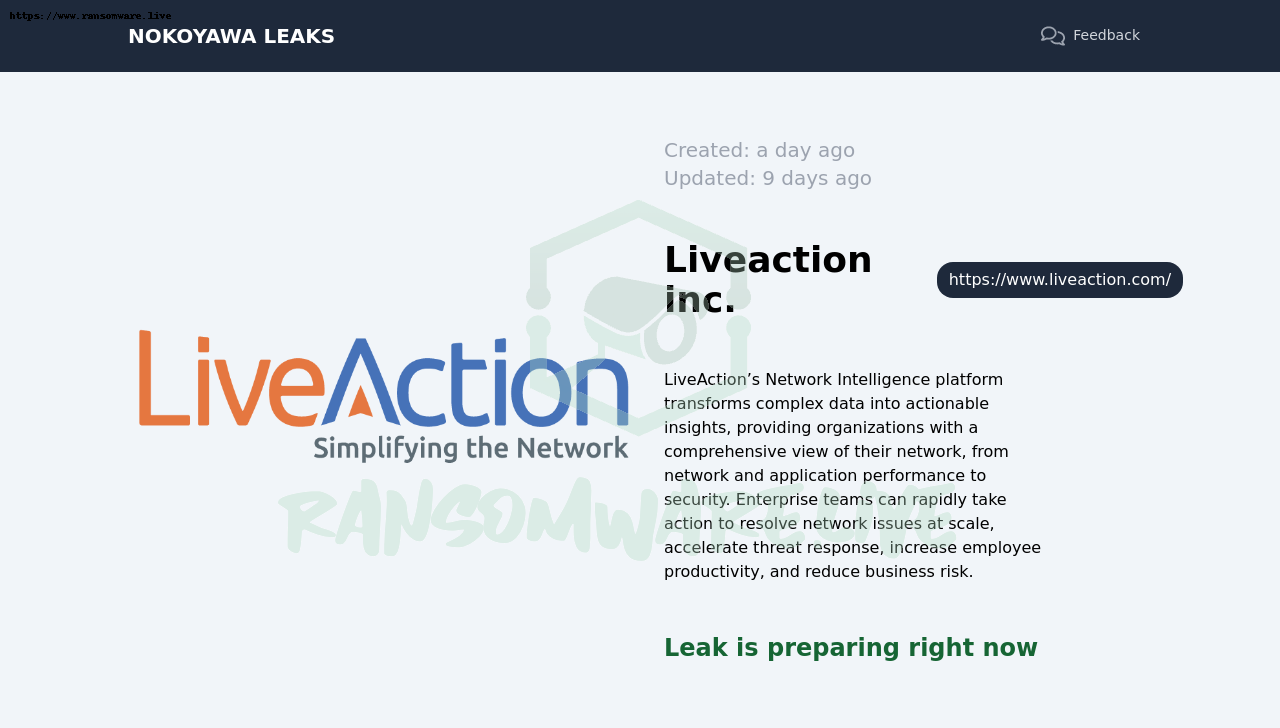 https://www.ransomware.live
NOKOYAWA LEAKS
Feedback
Created: a day ago
Updated: 9 days ago
Liveaction
inc.
https://www.liveaction.com/
LiveAction
Simplifying the Network
LiveAction’s Network Intelligence platform
transforms complex data into actionable
insights, providing organizations with a
comprehensive view of their network, from
network and application performance to
security. Enterprise teams can rapidly take
action to resolve network issues at scale,
accelerate threat response, increase employee
productivity, and reduce business risk.
RANSOMWARE.LIVE
Leak is preparing right now